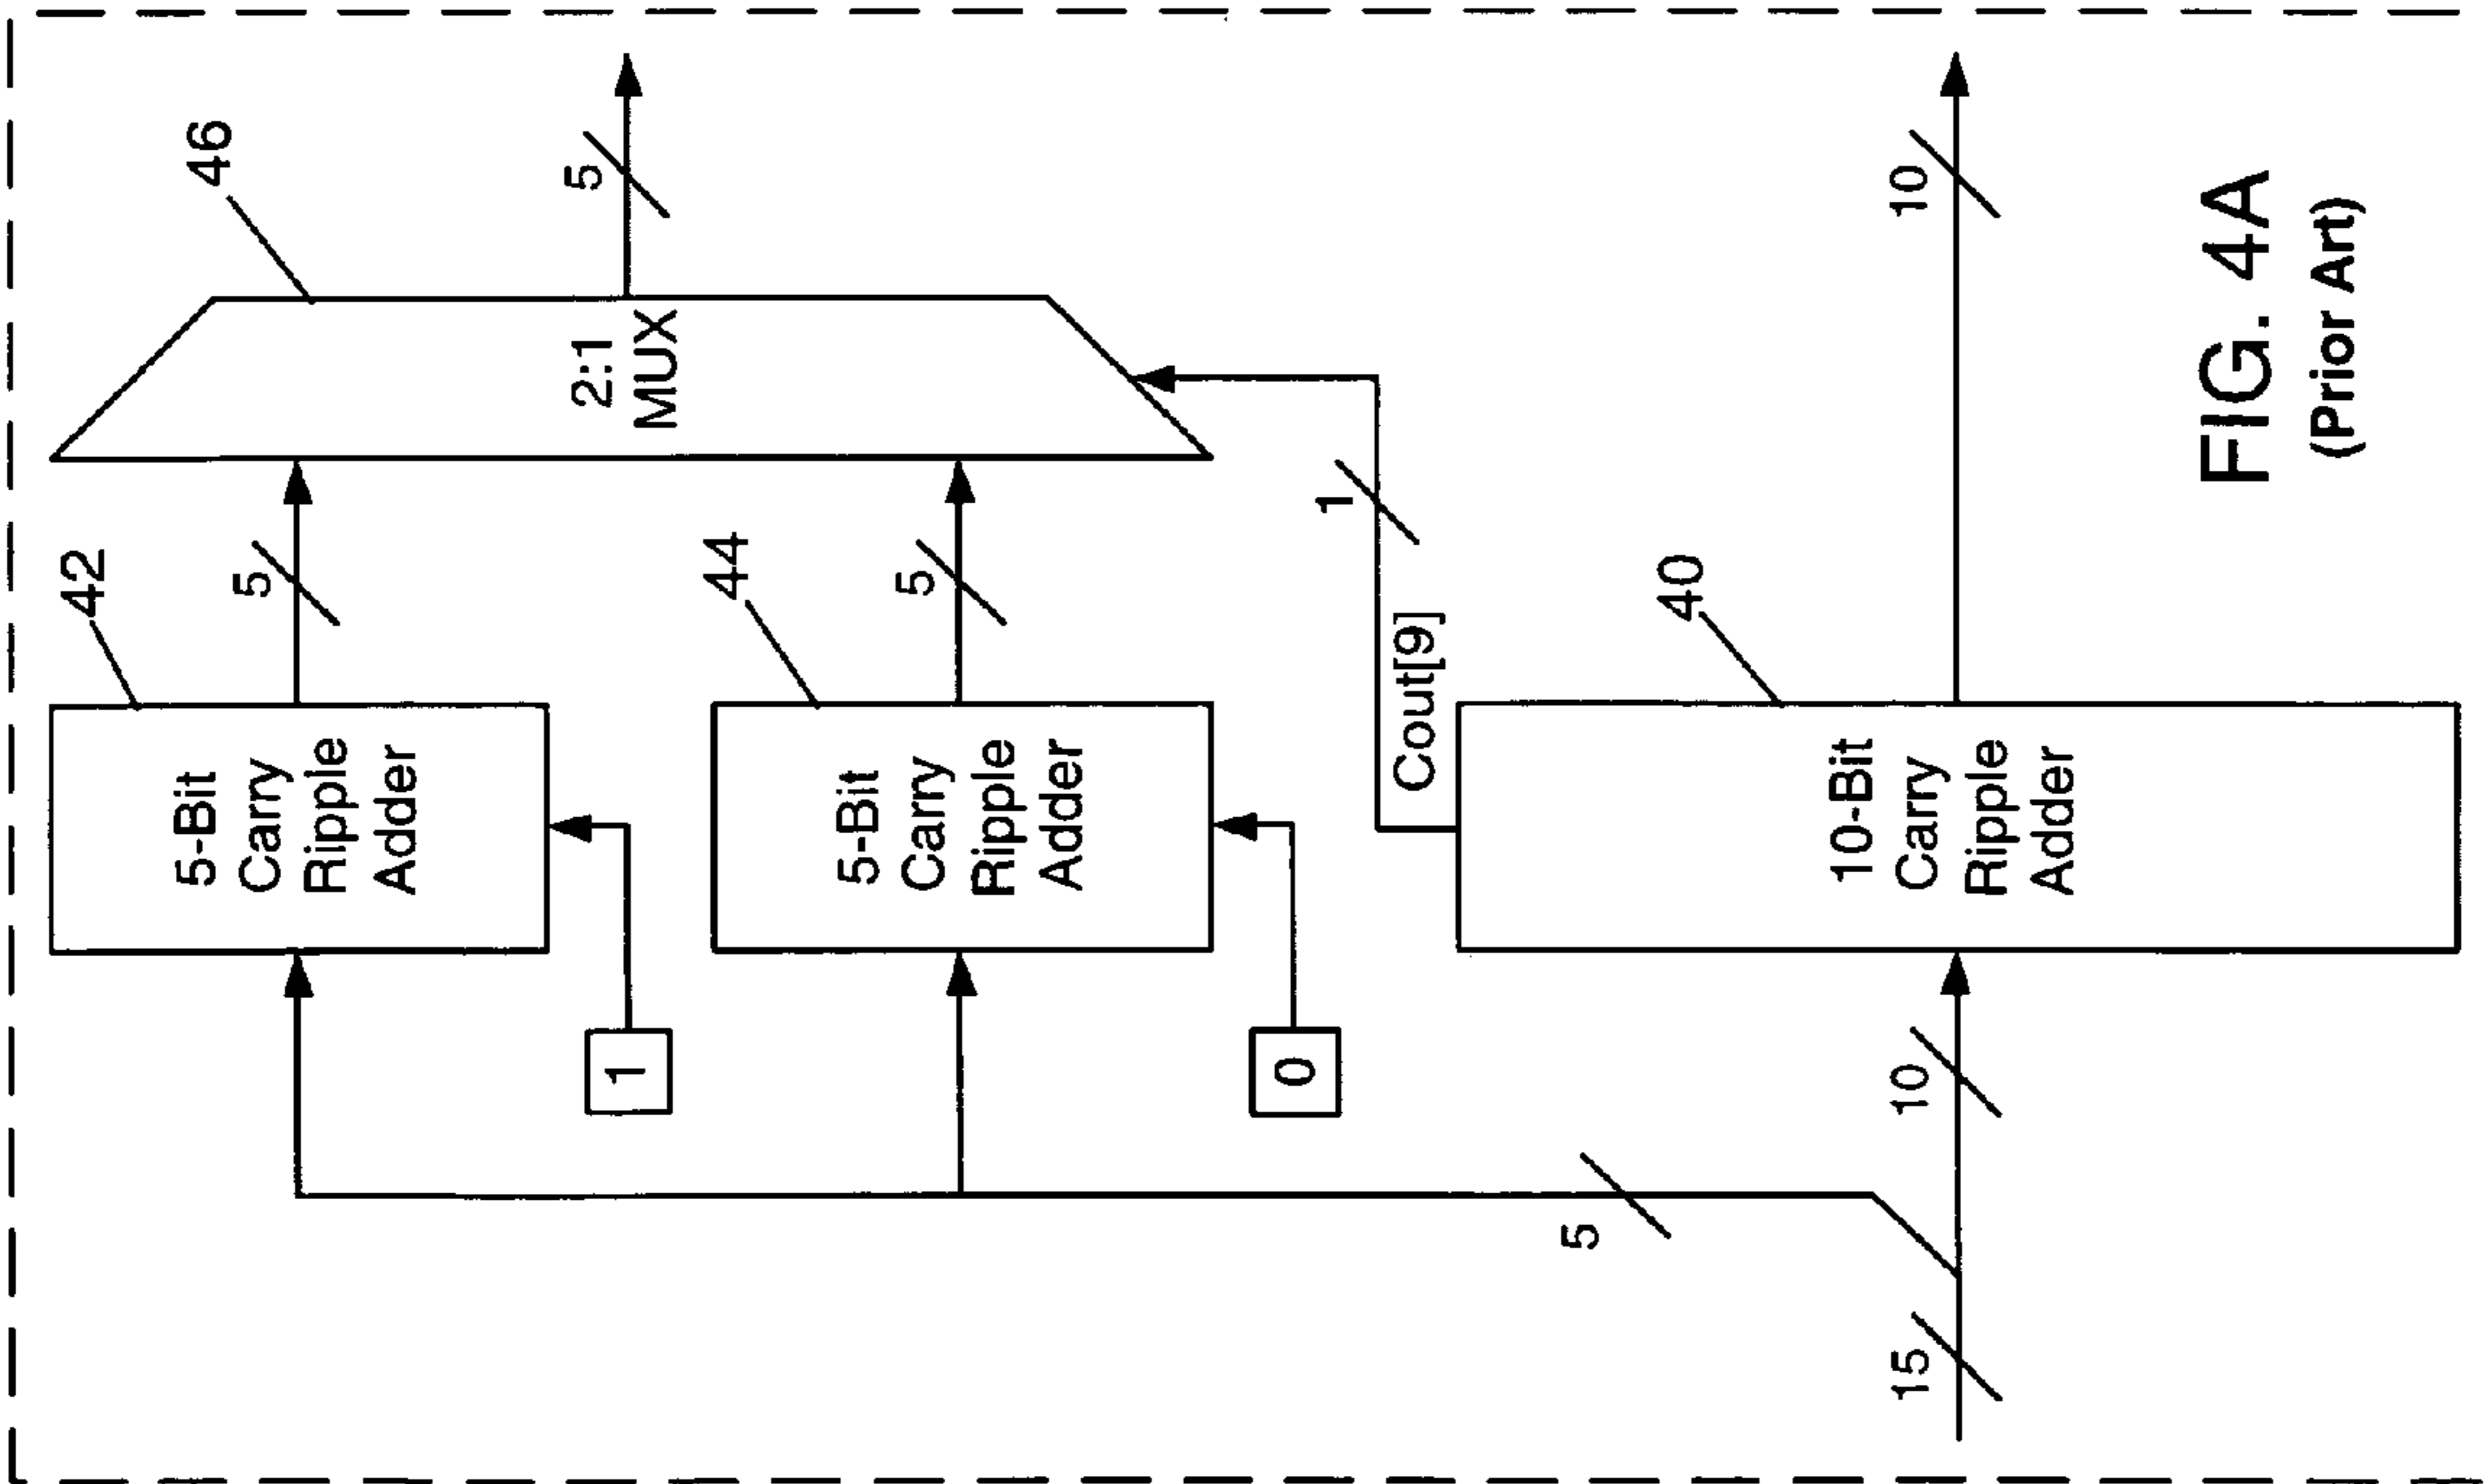 46
5
2:1
MUX
42
5
44
5
1
Cout[9]
40
10
5-Bit
Carry
Ripple
Adder
5-Bit
Carry
Ripple
Adder
10-Bit
Carry
Ripple
Adder
1
0
10
5
15
FIG. 4A
(Prior Art)